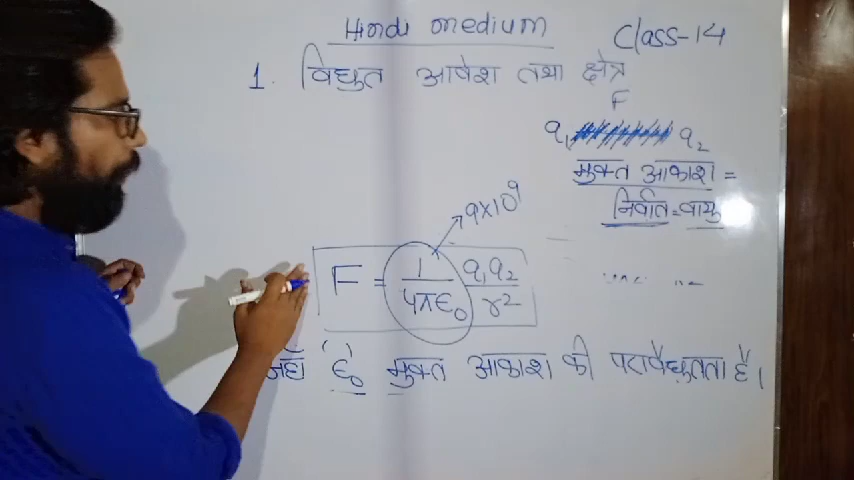 Hindi medium
Class-14
1. विद्युत आवेश तथा क्षेत्र
F
q₁ q₂
मुक्त आकाश =
निर्वात = वायु
9×10⁹
F = 1/4πε₀ q₁q₂/r²
जहाँ 'ε₀' मुक्त आकाश की परावैद्युतता है।